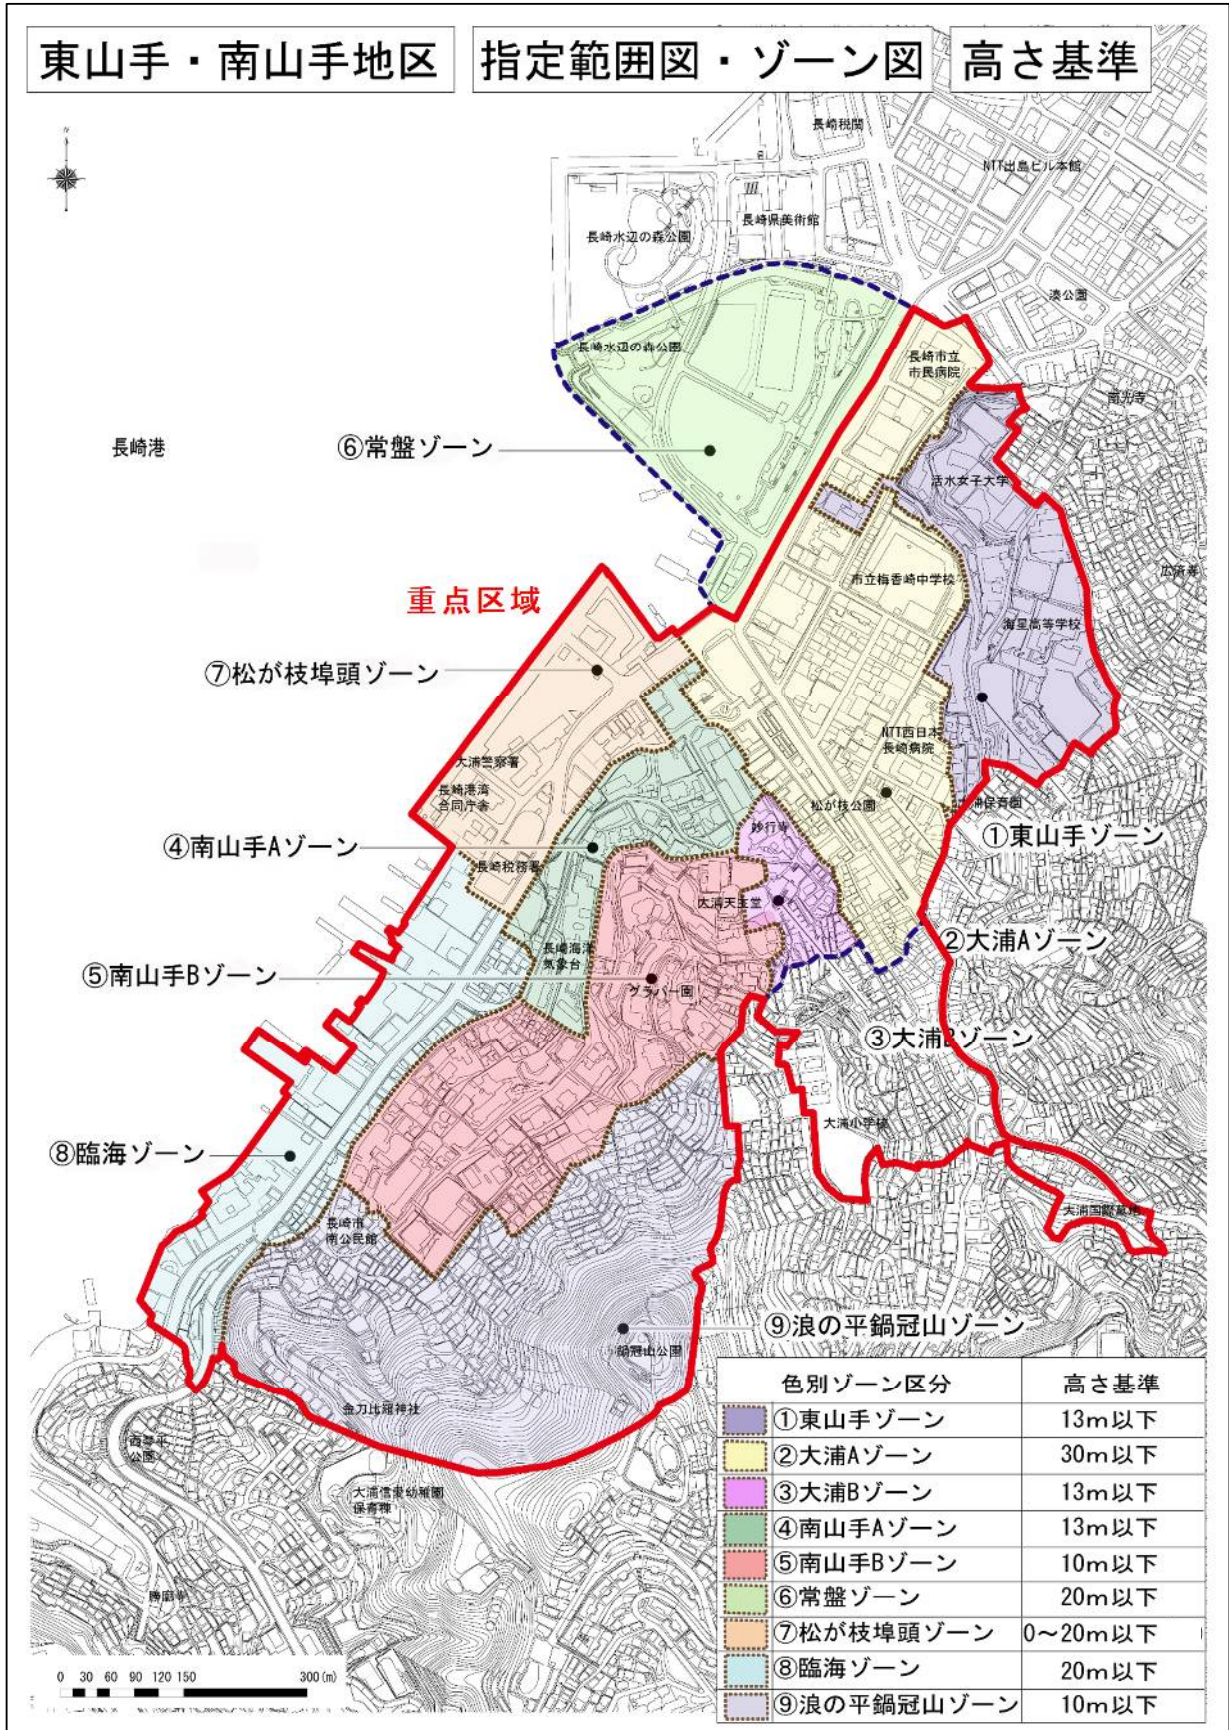 東山手・南山手地区 指定範囲図・ゾーン図 高さ基準
長崎税関
NTT出島ビル本館
長崎県美術館
長崎水辺の森公園
湊公園
長崎水辺の森公園
長崎市立
市民病院
南光寺
長崎港
⑥常盤ゾーン
活水女子大学
広済寺
市立梅香崎中学校
重点区域
海星高等学校
⑦松が枝埠頭ゾーン
NTT西日本
長崎病院
大浦警察署
長崎港湾
合同庁舎
松が枝公園
大浦保育園
妙行寺
①東山手ゾーン
④南山手Aゾーン
長崎税務署
大浦天主堂
②大浦Aゾーン
長崎海洋
気象台
⑤南山手Bゾーン
グラバー園
③大浦Bゾーン
大浦小学校
⑧臨海ゾーン
大浦国際墓地
長崎市
南公民館
⑨浪の平鍋冠山ゾーン
鍋冠山公園
金刀比羅神社
西琴平
公園
大浦信愛幼稚園
保育棟
色別ゾーン区分 高さ基準
①東山手ゾーン 13m以下
②大浦Aゾーン 30m以下
③大浦Bゾーン 13m以下
④南山手Aゾーン 13m以下
⑤南山手Bゾーン 10m以下
⑥常盤ゾーン 20m以下
⑦松が枝埠頭ゾーン 0～20m以下
⑧臨海ゾーン 20m以下
⑨浪の平鍋冠山ゾーン 10m以下
0 30 60 90 120 150 300(m)